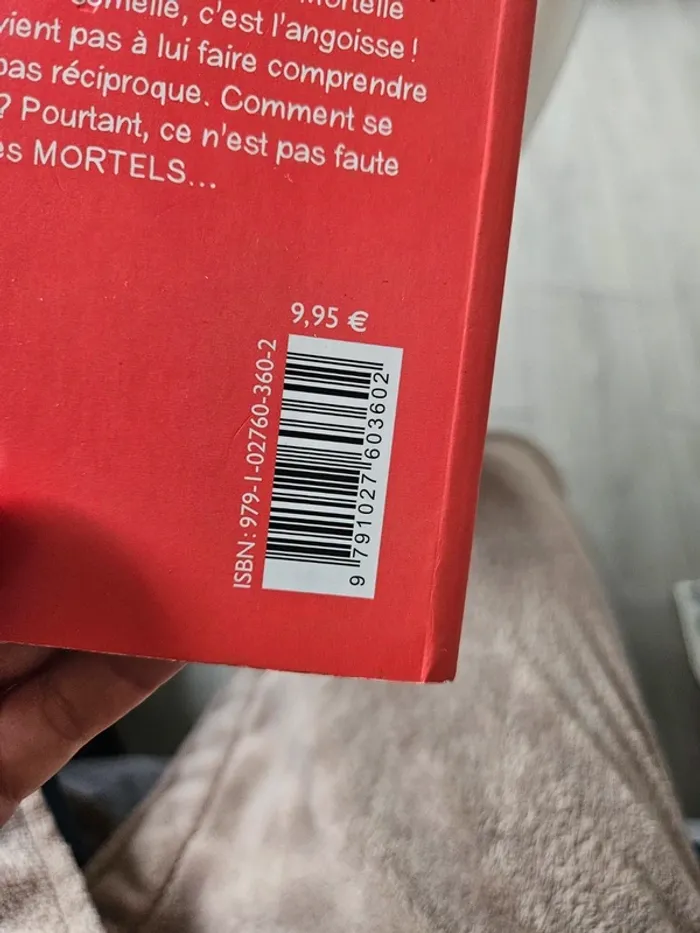 Mortelle
c'est l'angoisse !
vient pas à lui faire comprendre
pas réciproque. Comment se
? Pourtant, ce n'est pas faute
es MORTELS...
9,95 €
ISBN: 979-1-02760-360-2
9 791027 603602